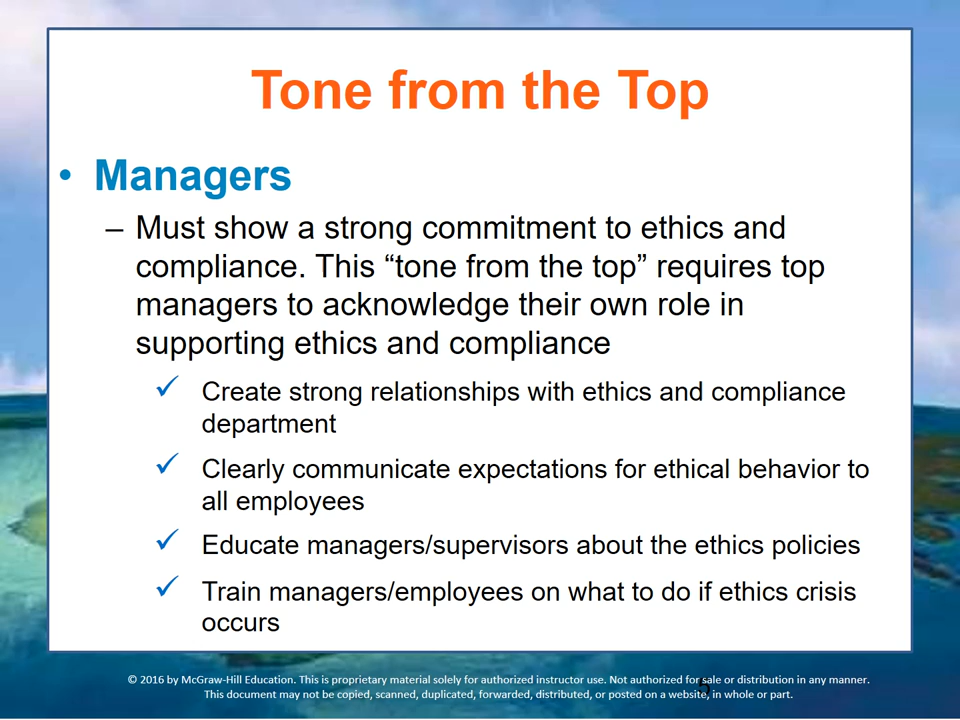 Tone from the Top
• Managers
– Must show a strong commitment to ethics and
compliance. This “tone from the top” requires top
managers to acknowledge their own role in
supporting ethics and compliance
✓ Create strong relationships with ethics and compliance
department
✓ Clearly communicate expectations for ethical behavior to
all employees
✓ Educate managers/supervisors about the ethics policies
✓ Train managers/employees on what to do if ethics crisis
occurs
© 2016 by McGraw-Hill Education. This is proprietary material solely for authorized instructor use. Not authorized for sale or distribution in any manner.
This document may not be copied, scanned, duplicated, forwarded, distributed, or posted on a website, in whole or part.
5